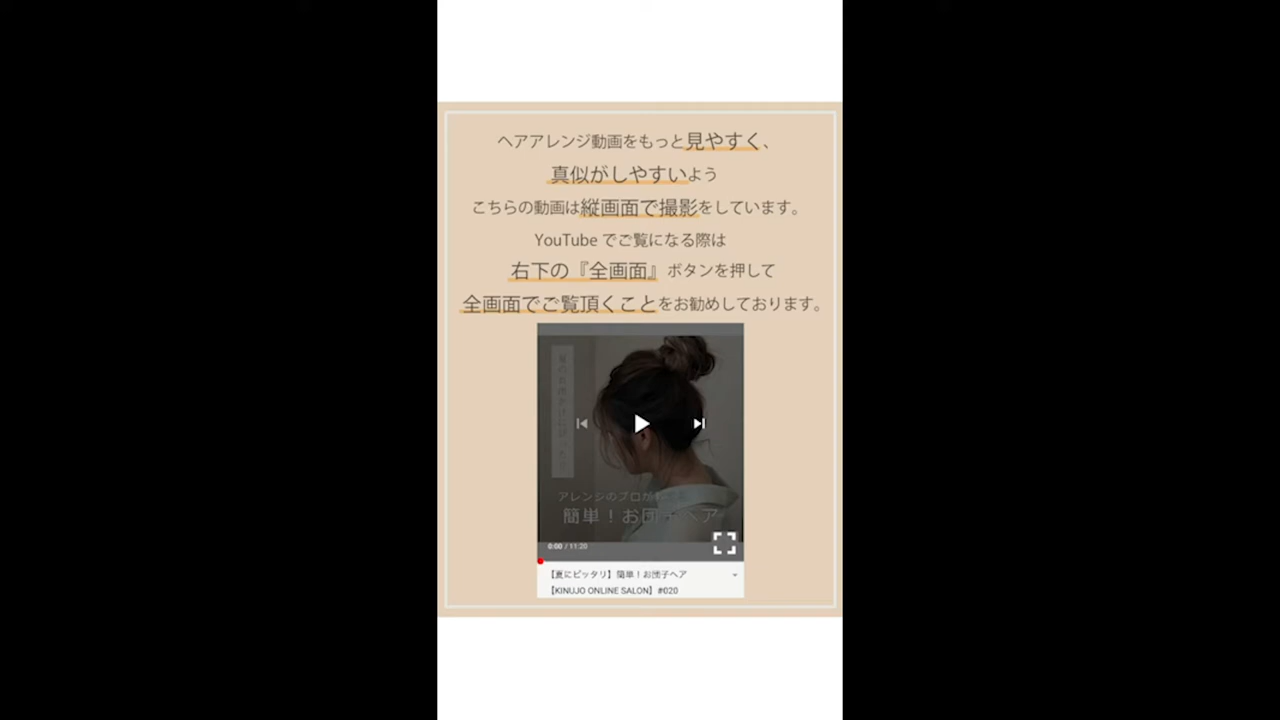 ヘアアレンジ動画をもっと見やすく、
真似がしやすいよう
こちらの動画は縦画面で撮影をしています。
YouTube でご覧になる際は
右下の『全画面』ボタンを押して
全画面でご覧頂くことをお勧めしております。
アレンジのプロが
簡単！お団子ヘア
0:00 / 11:20
【夏にピッタリ】簡単！お団子ヘア
【KINUJO ONLINE SALON】#020